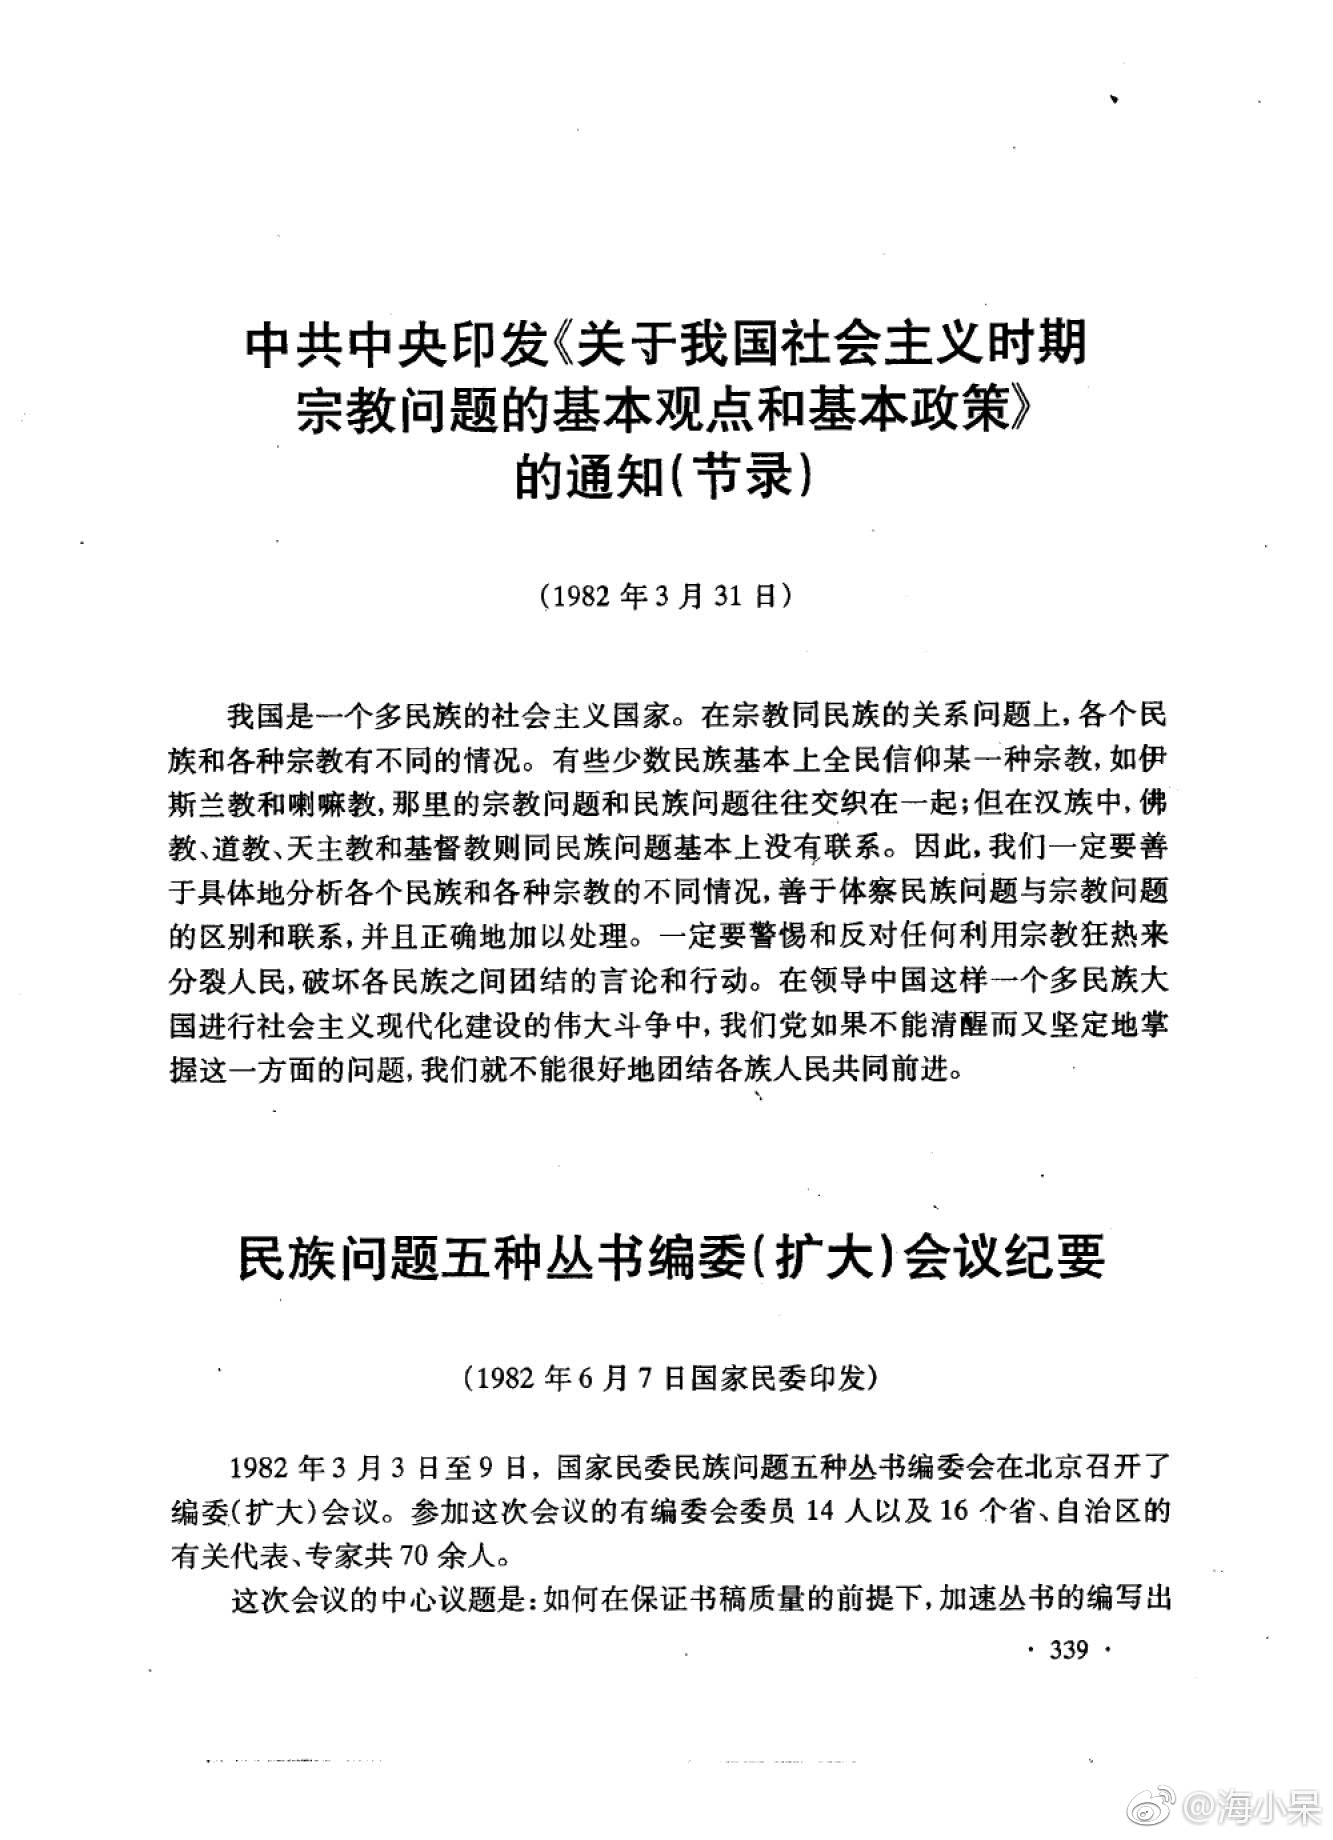 中共中央印发《关于我国社会主义时期
宗教问题的基本观点和基本政策》
的通知(节录)
(1982年3月31日)
我国是一个多民族的社会主义国家。在宗教同民族的关系问题上,各个民
族和各种宗教有不同的情况。有些少数民族基本上全民信仰某一种宗教,如伊
斯兰教和喇嘛教,那里的宗教问题和民族问题往往交织在一起;但在汉族中,佛
教、道教、天主教和基督教则同民族问题基本上没有联系。因此,我们一定要善
于具体地分析各个民族和各种宗教的不同情况,善于体察民族问题与宗教问题
的区别和联系,并且正确地加以处理。一定要警惕和反对任何利用宗教狂热来
分裂人民,破坏各民族之间团结的言论和行动。在领导中国这样一个多民族大
国进行社会主义现代化建设的伟大斗争中,我们党如果不能清醒而又坚定地掌
握这一方面的问题,我们就不能很好地团结各族人民共同前进。
民族问题五种丛书编委(扩大)会议纪要
(1982年6月7日国家民委印发)
1982年3月3日至9日,国家民委民族问题五种丛书编委会在北京召开了
编委(扩大)会议。参加这次会议的有编委会委员14人以及16个省、自治区的
有关代表、专家共70余人。
这次会议的中心议题是:如何在保证书稿质量的前提下,加速丛书的编写出
· 339 ·
@海小呆